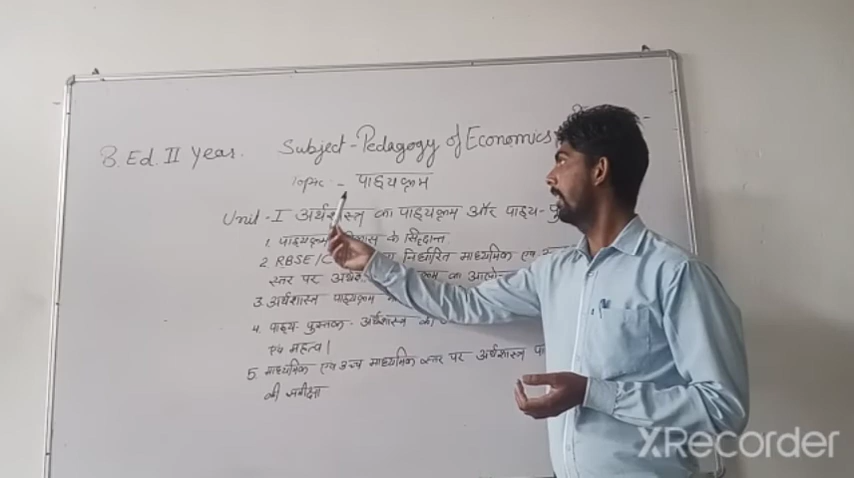 B.Ed. II Year. Subject - Pedagogy of Economics
Topic - पाठ्यक्रम
Unit - I अर्थशास्त्र का पाठ्यक्रम और पाठ्य-
1. पाठ्यक्रम विकास के सिद्दान्त
2. RBSE/C निर्धारित माध्यमिक एवं
स्तर पर का
3. अर्थशास्त्र पाठ्यक्रम
4. पाठ्य पुस्तक - अर्थशास्त्र की
एवं महत्व।
5. माध्यमिक एवं उच्च माध्यमिक स्तर पर अर्थशास्त्र
की समीक्षा
XRecorder